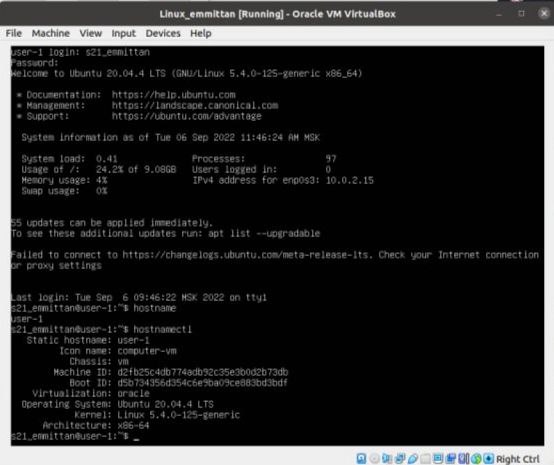 Linux_emmittan [Running] - Oracle VM VirtualBox
File Machine View Input Devices Help
user-1 login: s21_emmittan
Password:
Welcome to Ubuntu 20.04.4 LTS (GNU/Linux 5.4.0-125-generic x86_64)
* Documentation: https://help.ubuntu.com
* Management: https://landscape.canonical.com
* Support: https://ubuntu.com/advantage
System information as of Tue 06 Sep 2022 11:46:24 AM MSK
System load: 0.41 Processes: 97
Usage of /: 24.2% of 9.08GB Users logged in: 0
Memory usage: 4% IPv4 address for enp0s3: 10.0.2.15
Swap usage: 0%
55 updates can be applied immediately.
To see these additional updates run: apt list --upgradable
Failed to connect to https://changelogs.ubuntu.com/meta-release-lts. Check your Internet connection
or proxy settings
Last login: Tue Sep 6 09:46:22 MSK 2022 on tty1
s21_emmittan@user-1:~$ hostname
user-1
s21_emmittan@user-1:~$ hostnamectl
Static hostname: user-1
Icon name: computer-vm
Chassis: vm
Machine ID: d2fb25c4db774adb92c35e3b0d2b73db
Boot ID: d5b734356d354c6e9ba09ce883bd3bdf
Virtualization: oracle
Operating System: Ubuntu 20.04.4 LTS
Kernel: Linux 5.4.0-125-generic
Architecture: x86-64
s21_emmittan@user-1:~$ _
Right Ctrl